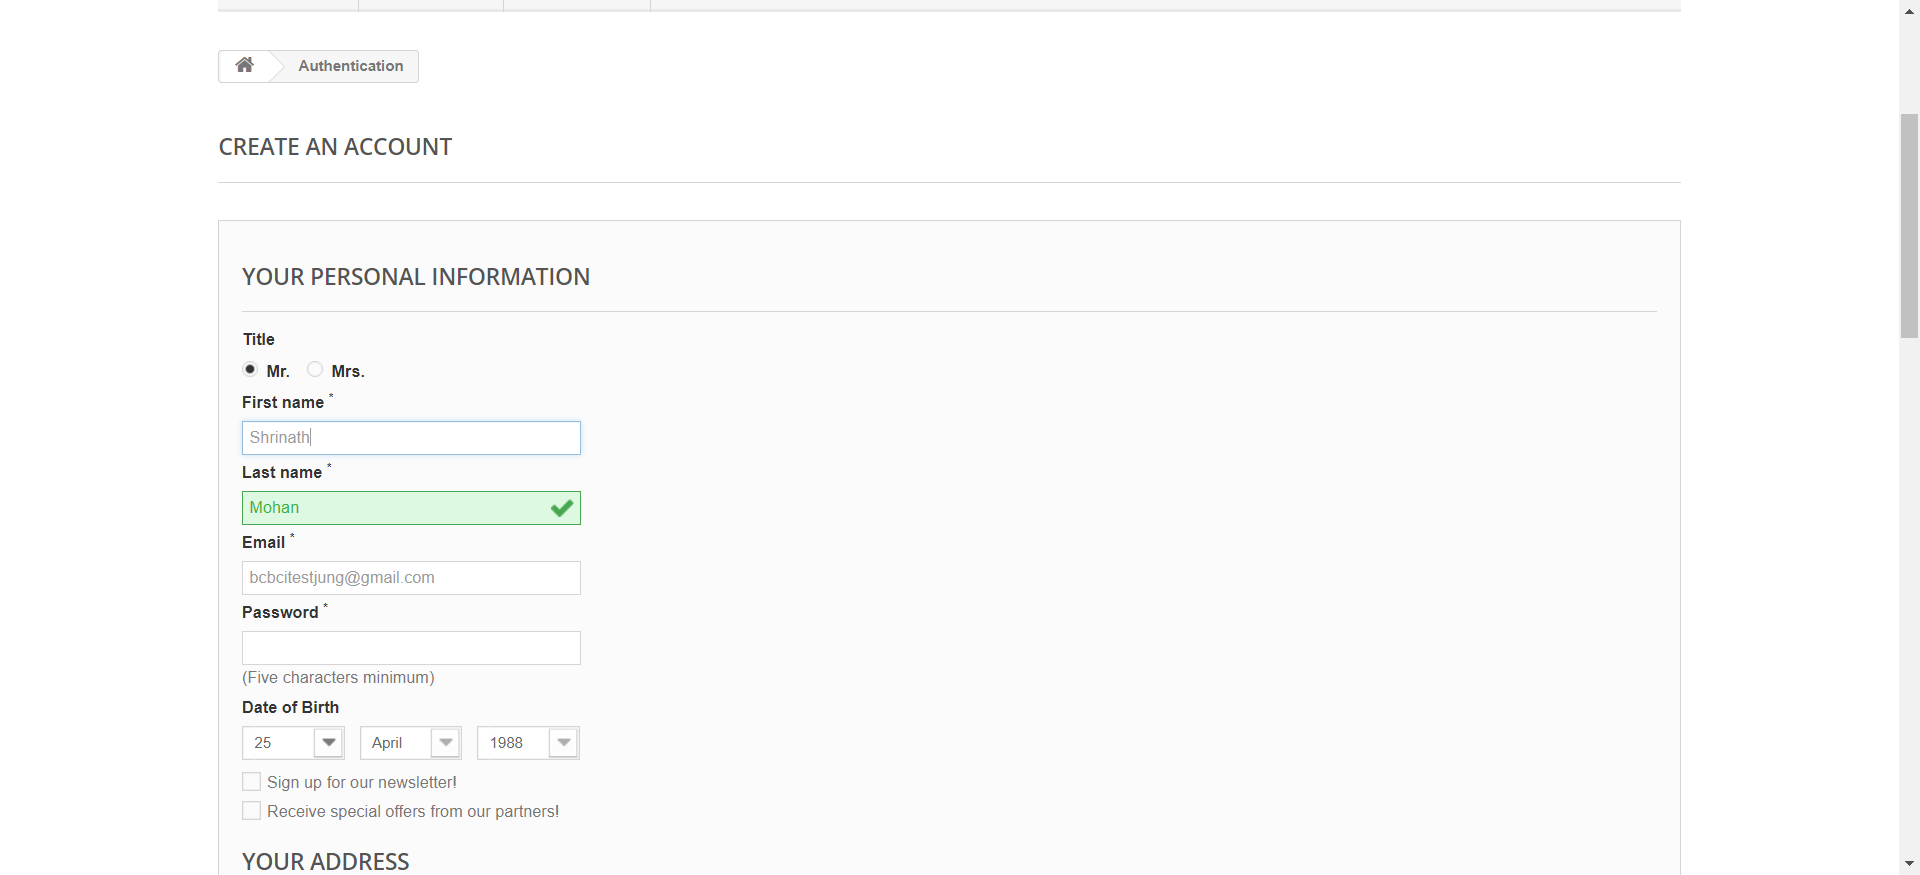 Authentication
CREATE AN ACCOUNT
YOUR PERSONAL INFORMATION
Title
Mr. Mrs.
First name *
Shrinath
Last name *
Mohan
Email *
bcbcitestjung@gmail.com
Password *
(Five characters minimum)
Date of Birth
25 April 1988
Sign up for our newsletter!
Receive special offers from our partners!
YOUR ADDRESS